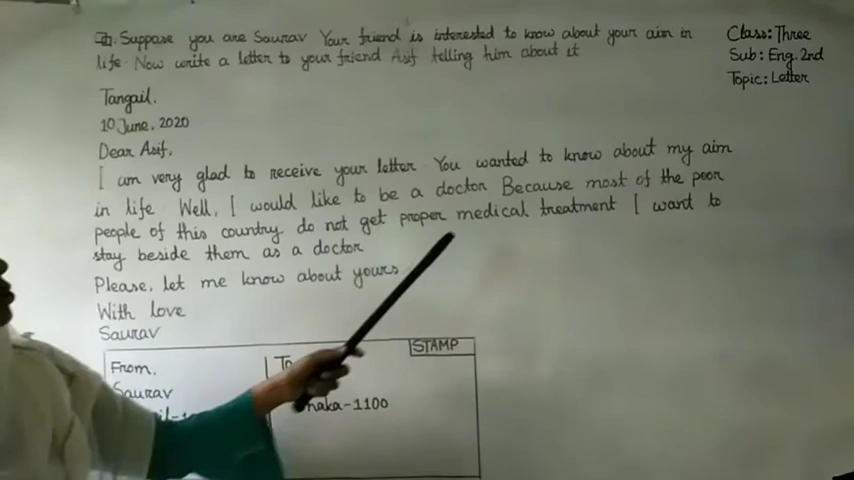 Suppose you are Saurav Your friend is interested to know about your aim in
life. Now write a letter to your friend Asif telling him about it
Class: Three
Sub: Eng. 2nd
Topic: Letter
Tangail.
10 June, 2020
Dear Asif,
I am very glad to receive your letter You wanted to know about my aim
in life Well, I would like to be a doctor Because most of the poor
people of this country do not get proper medical treatment I want to
stay beside them as a doctor
Please, let me know about yours
With love
Saurav
From,
Saurav
To
STAMP
-1100